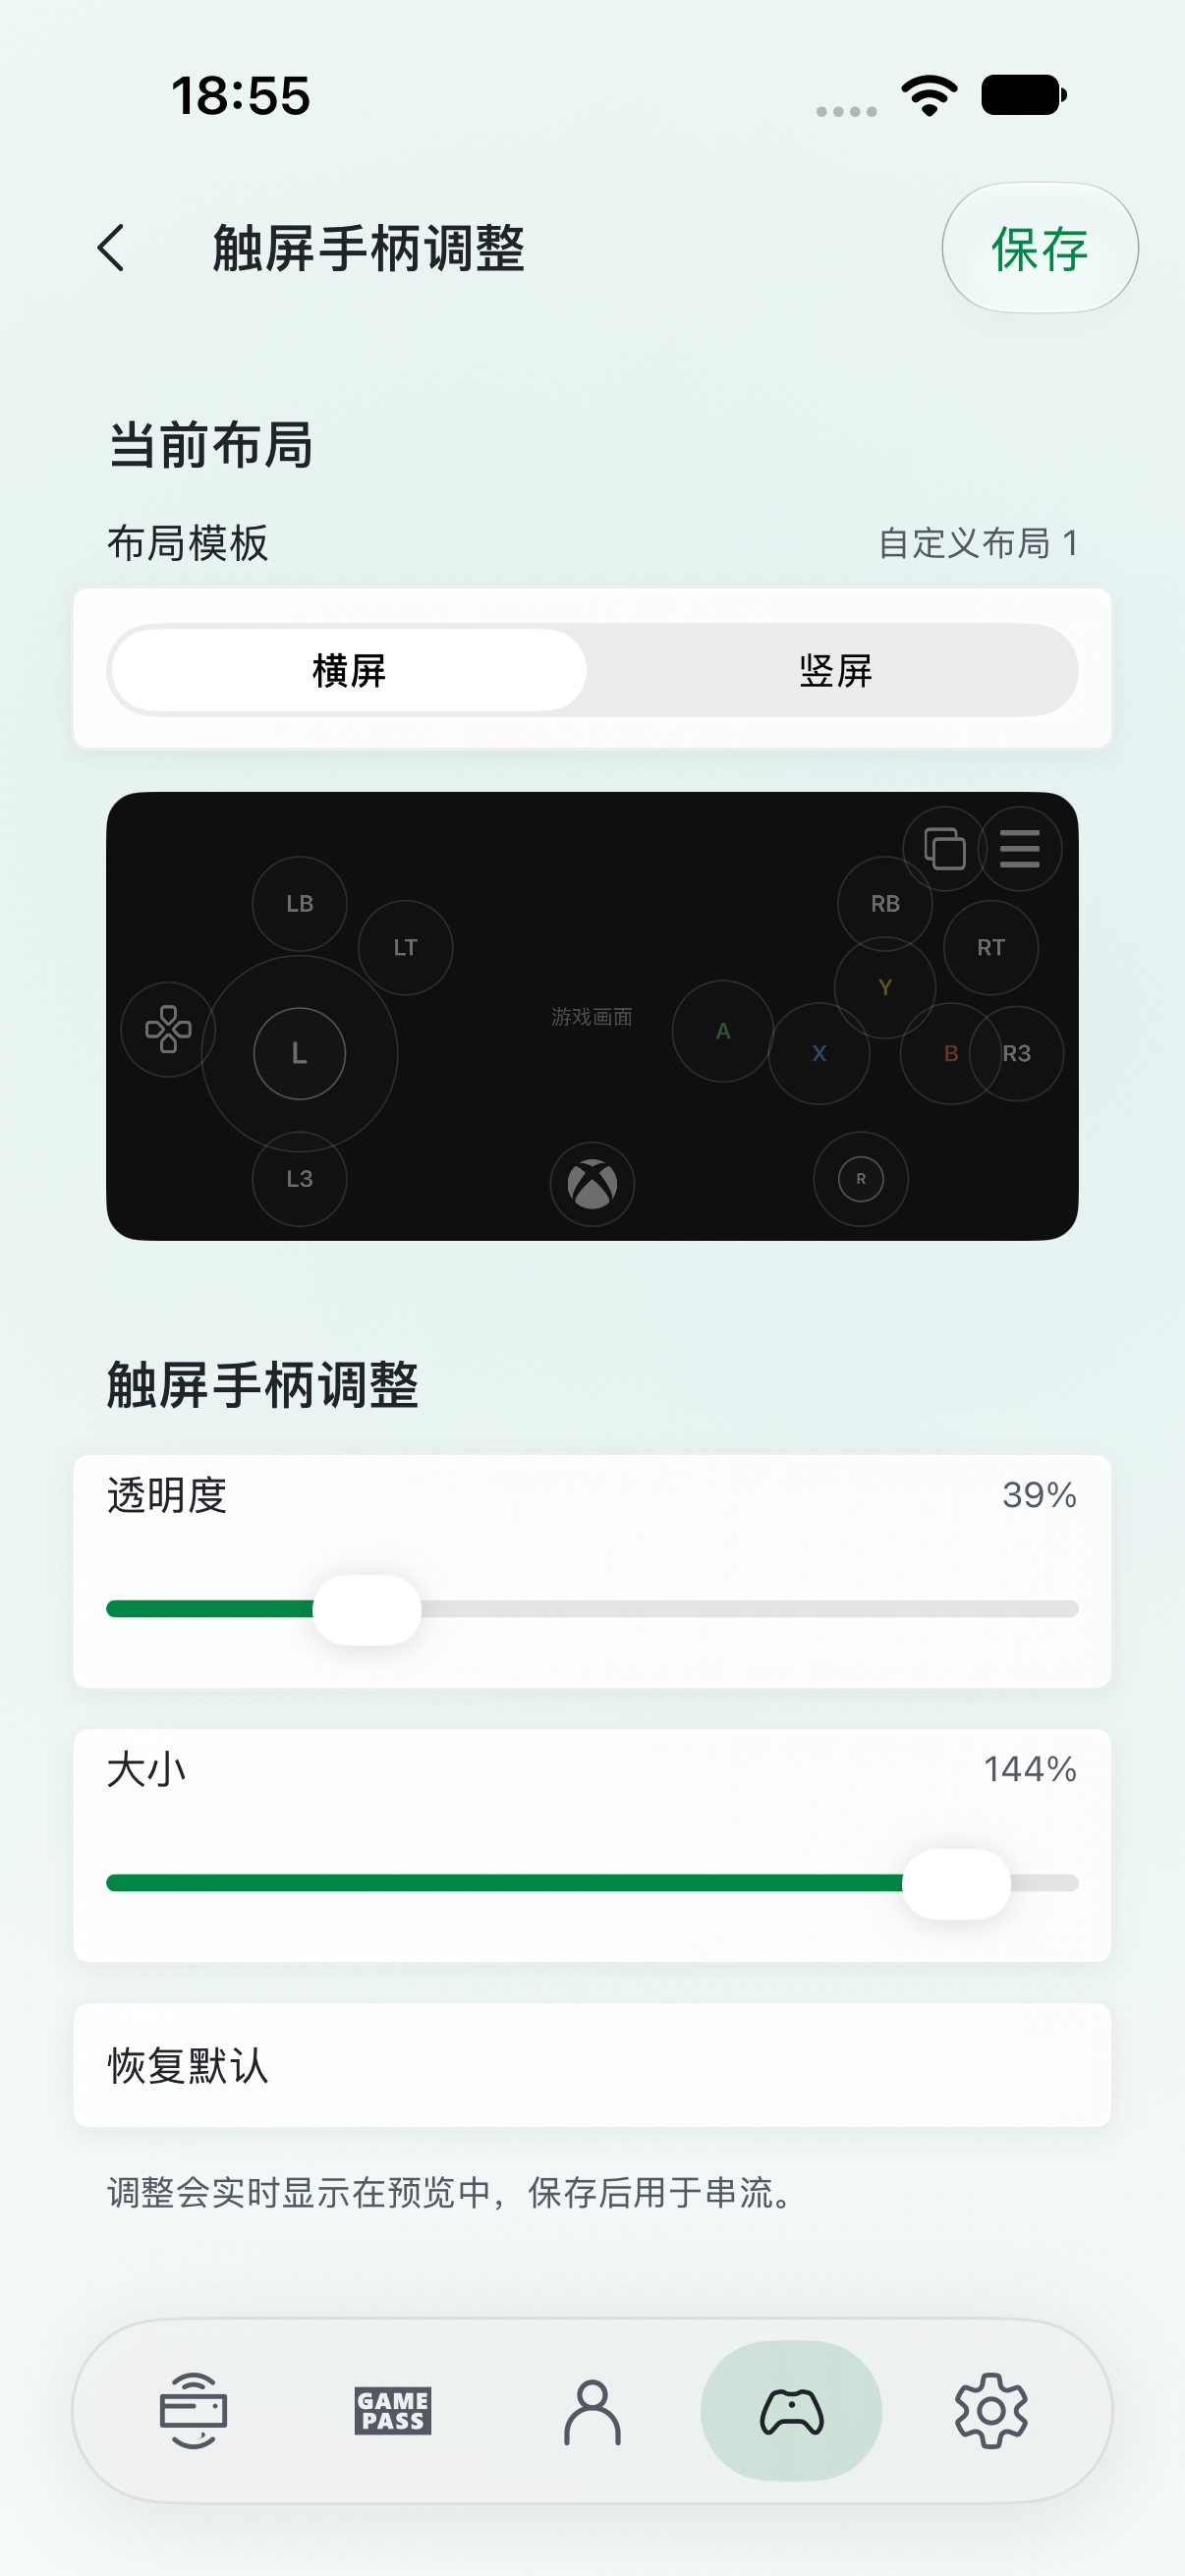 18:55
触屏手柄调整
保存
当前布局
布局模板
自定义布局 1
横屏
竖屏
LB
LT
RB
RT
Y
L
游戏画面
A
X
B
R3
L3
R
触屏手柄调整
透明度
39%
大小
144%
恢复默认
调整会实时显示在预览中，保存后用于串流。
GAME
PASS